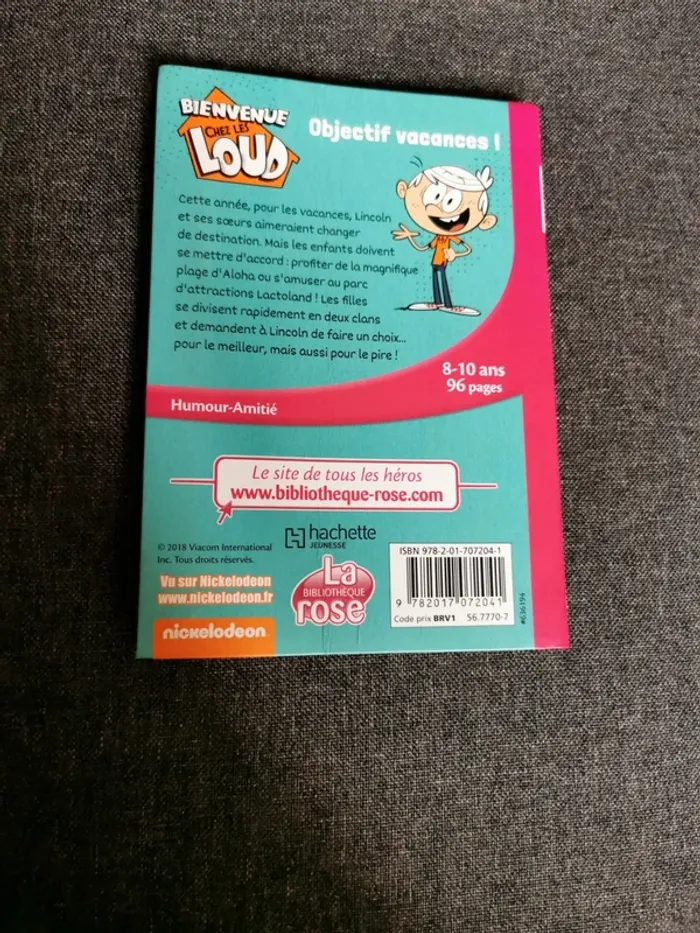 BIENVENUE
CHEZ LES
LOUD
Objectif vacances !
Cette année, pour les vacances, Lincoln
et ses sœurs aimeraient changer
de destination. Mais les enfants doivent
se mettre d'accord : profiter de la magnifique
plage d'Aloha ou s'amuser au parc
d'attractions Lactoland ! Les filles
se divisent rapidement en deux clans
et demandent à Lincoln de faire un choix...
pour le meilleur, mais aussi pour le pire !
8-10 ans
96 pages
Humour-Amitié
Le site de tous les héros
www.bibliotheque-rose.com
© 2018 Viacom International
Inc. Tous droits réservés.
Vu sur Nickelodeon
www.nickelodeon.fr
nickelodeon
hachette
JEUNESSE
La
BIBLIOTHÈQUE
rose
ISBN 978-2-01-707204-1
9 782017 072041
Code prix BRV1 56.7770-7
#636194